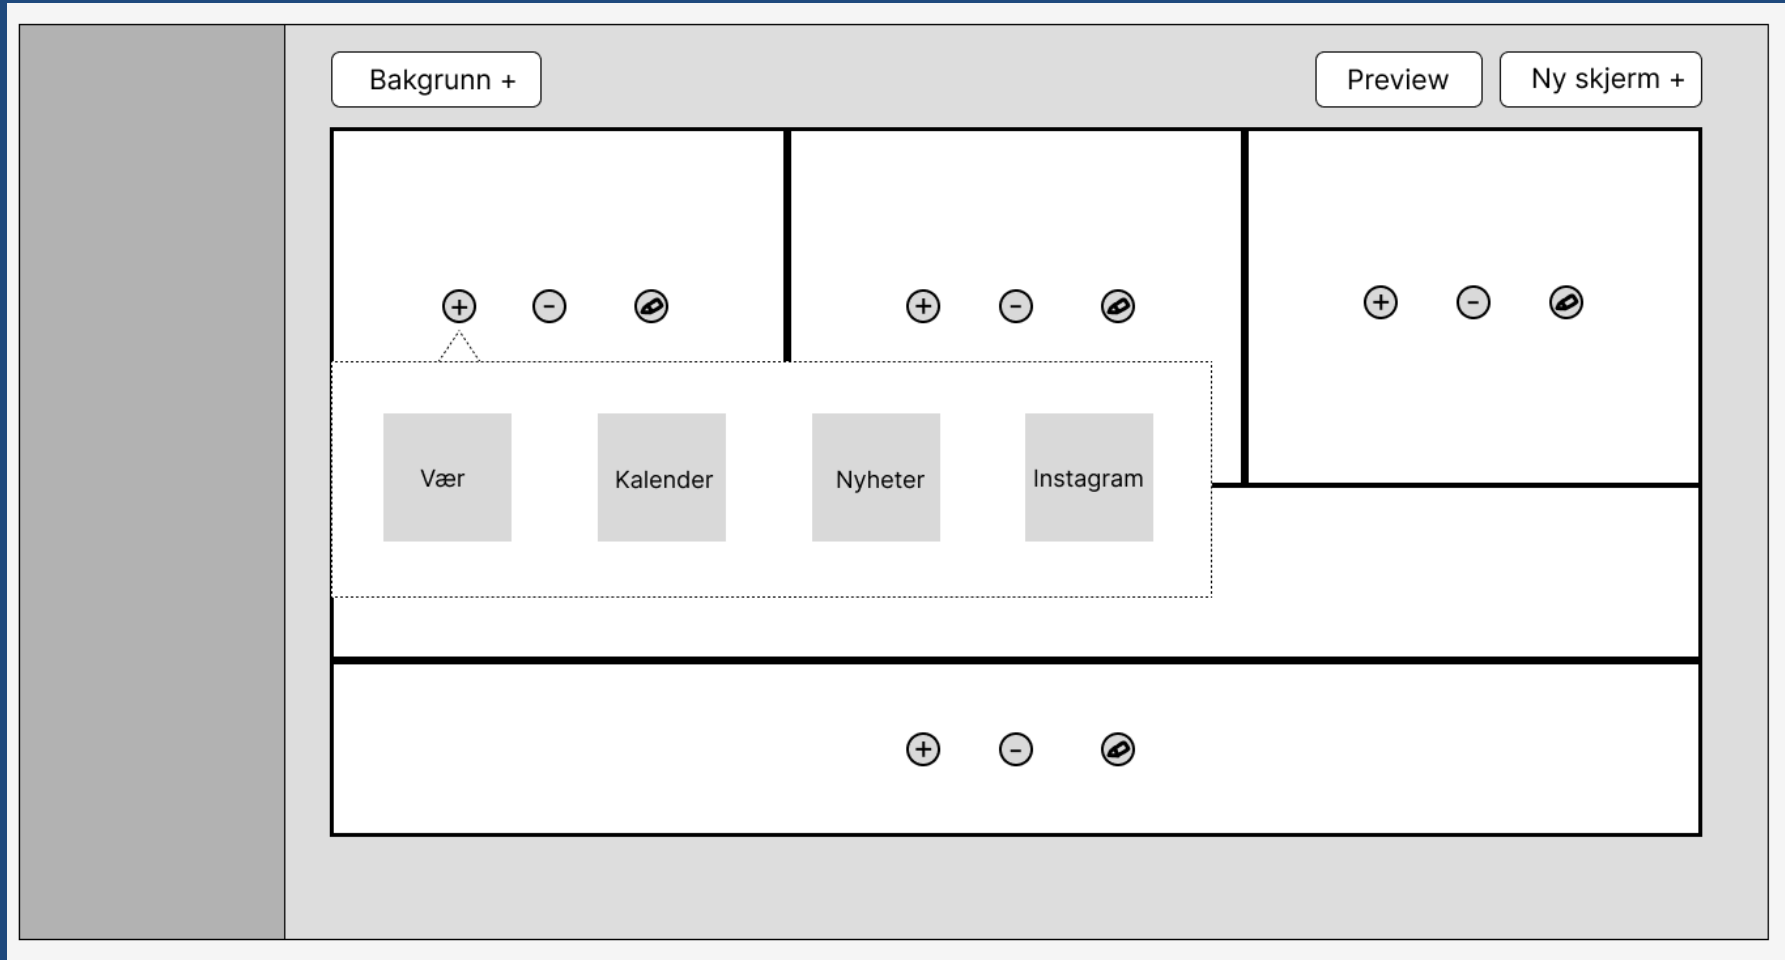 Bakgrunn +
Preview
Ny skjerm +
Vær
Kalender
Nyheter
Instagram